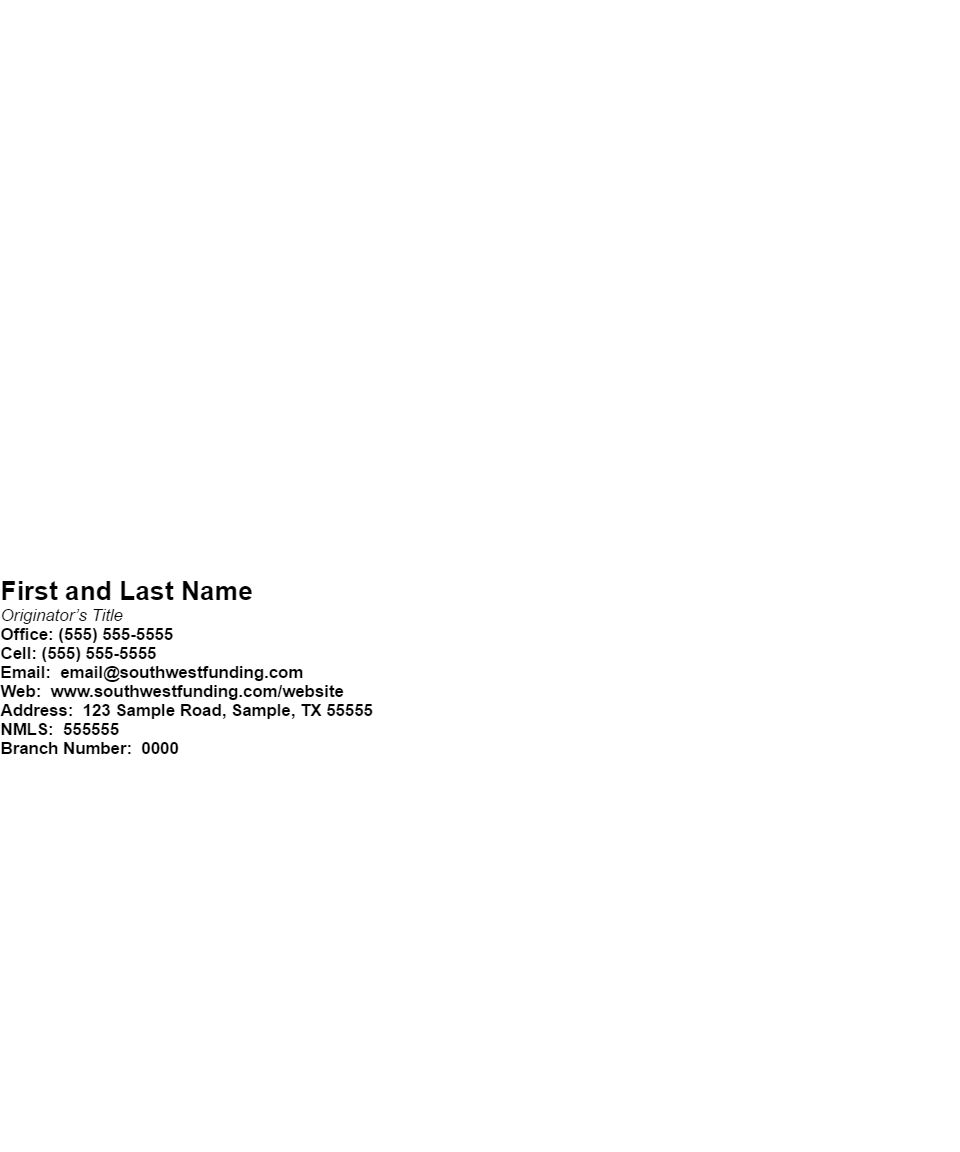 First and Last Name
Originator’s Title
Office: (555) 555-5555
Cell: (555) 555-5555
Email:  email@southwestfunding.com
Web:  www.southwestfunding.com/website
Address:  123 Sample Road, Sample, TX 55555
NMLS:  555555
Branch Number:  0000